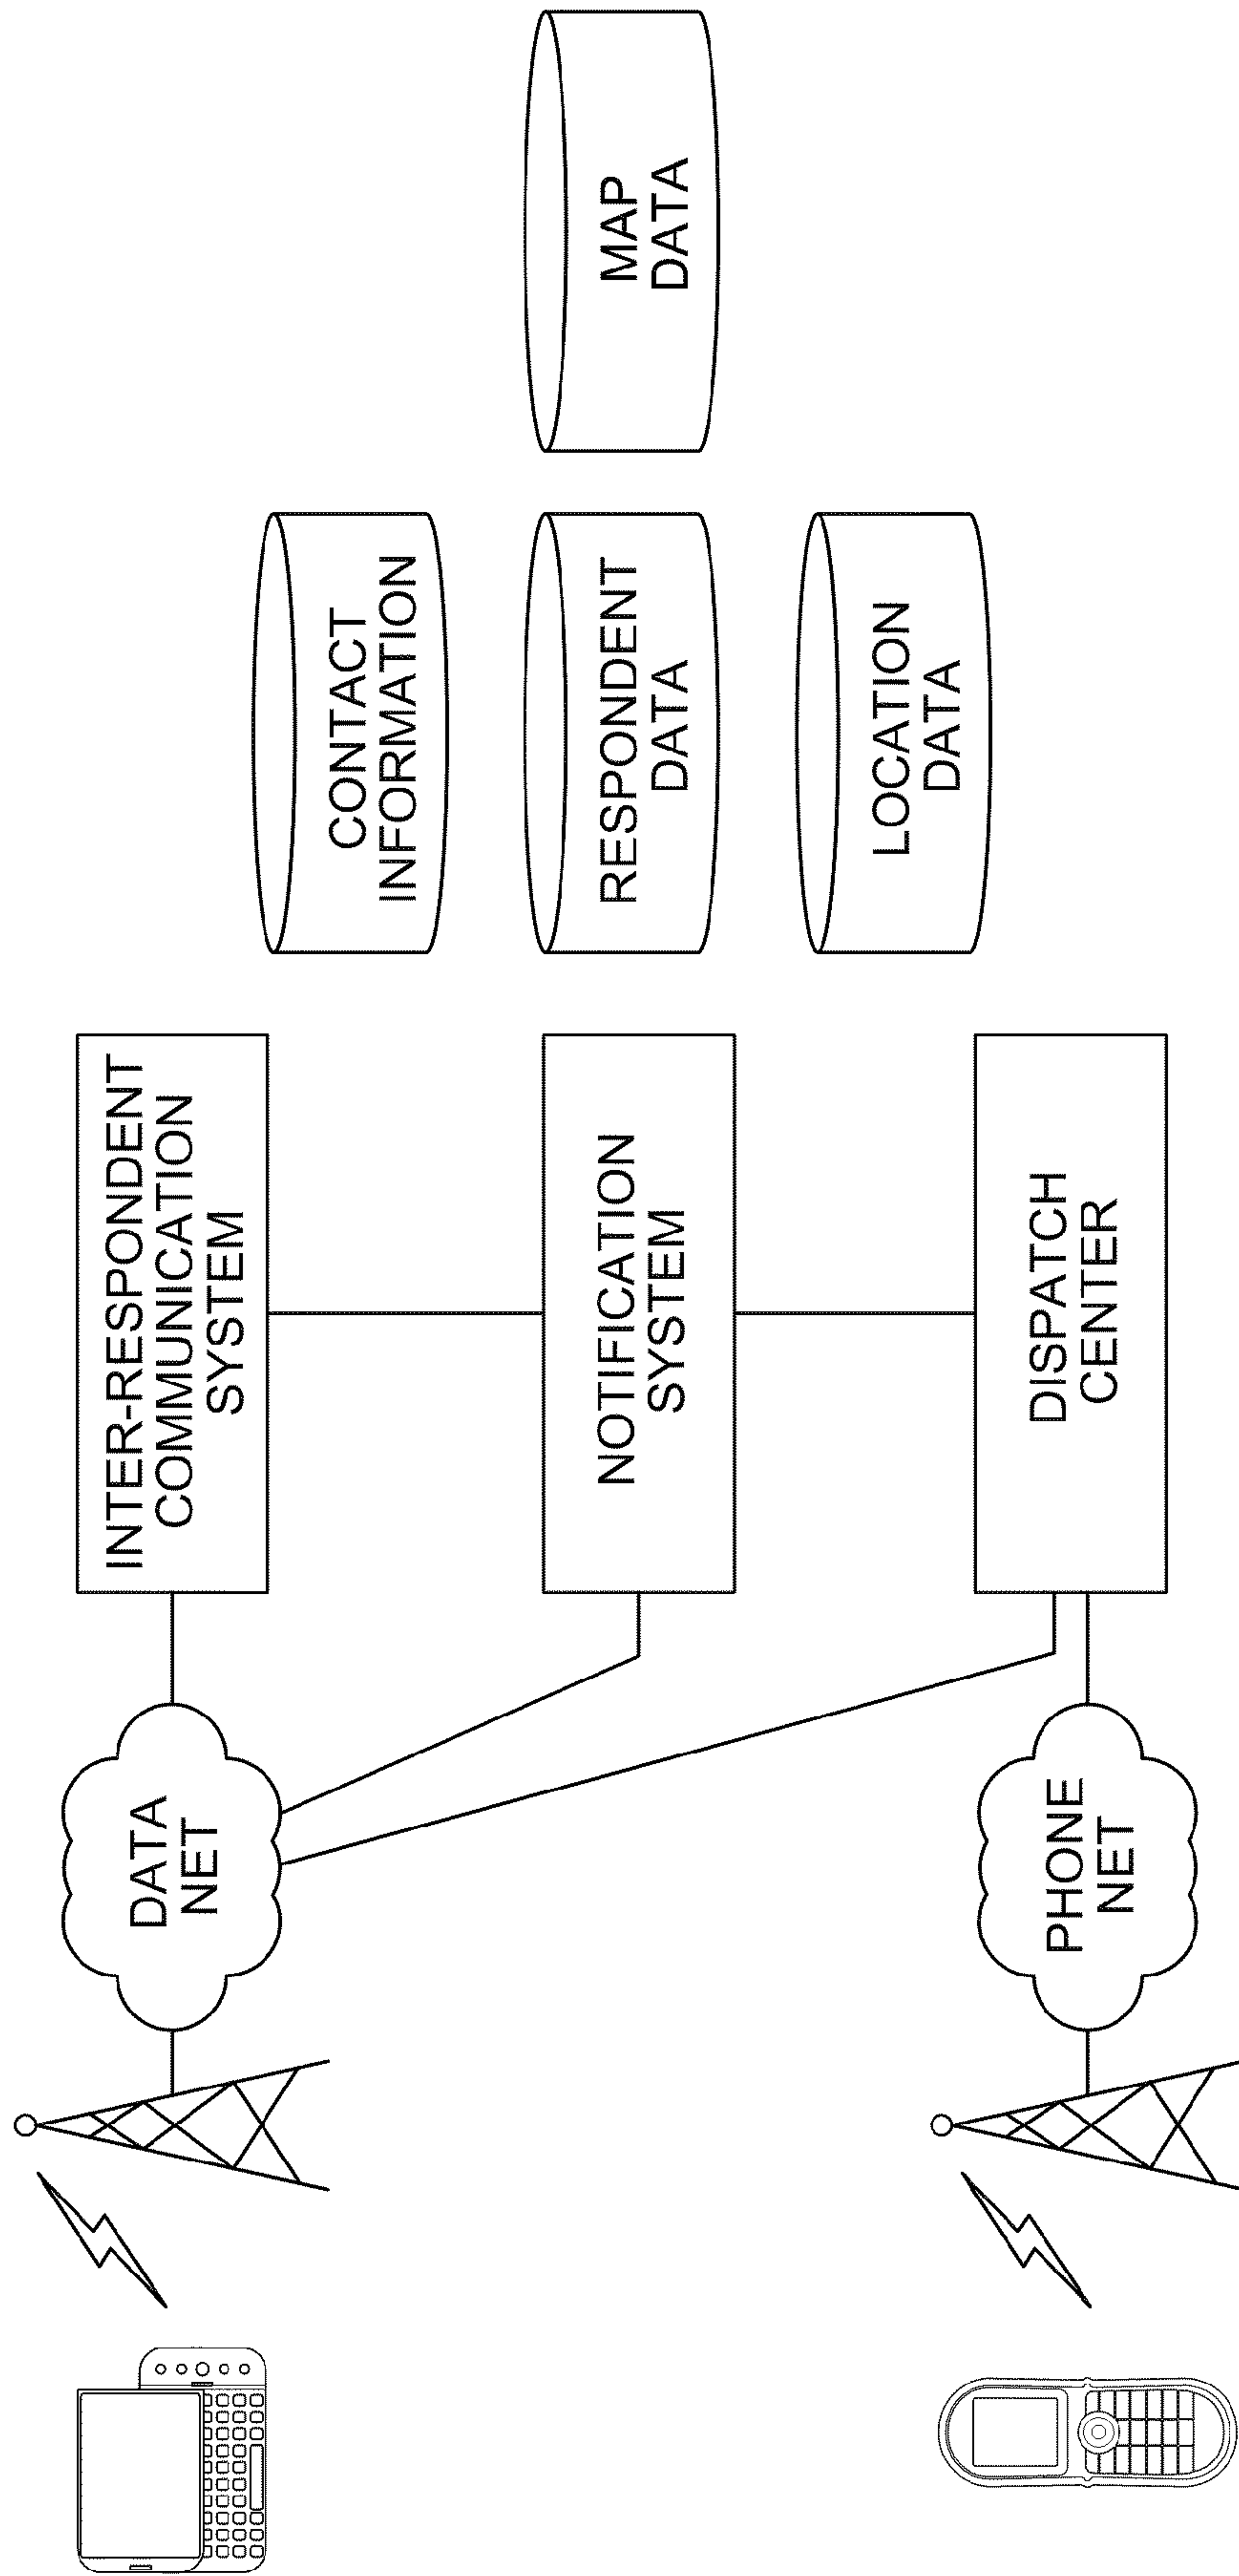 DATA
NET
INTER-RESPONDENT
COMMUNICATION
SYSTEM
CONTACT
INFORMATION
NOTIFICATION
SYSTEM
RESPONDENT
DATA
MAP
DATA
LOCATION
DATA
PHONE
NET
DISPATCH
CENTER